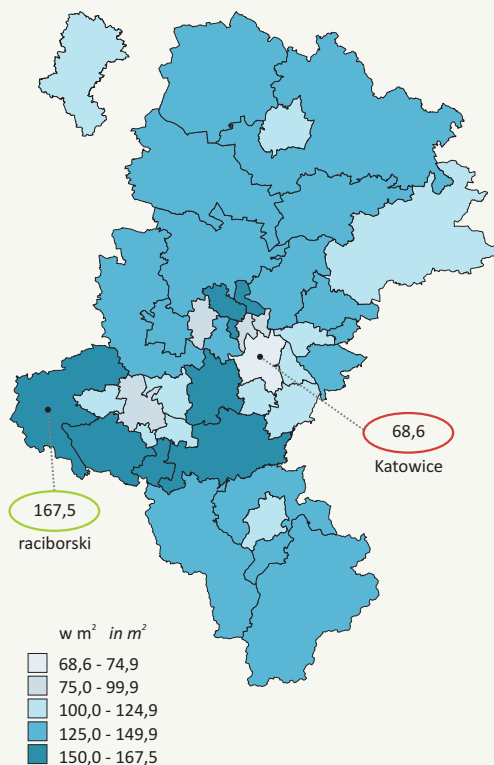 68,6
Katowice
167,5
raciborski
w m² in m²
68,6 - 74,9
75,0 - 99,9
100,0 - 124,9
125,0 - 149,9
150,0 - 167,5